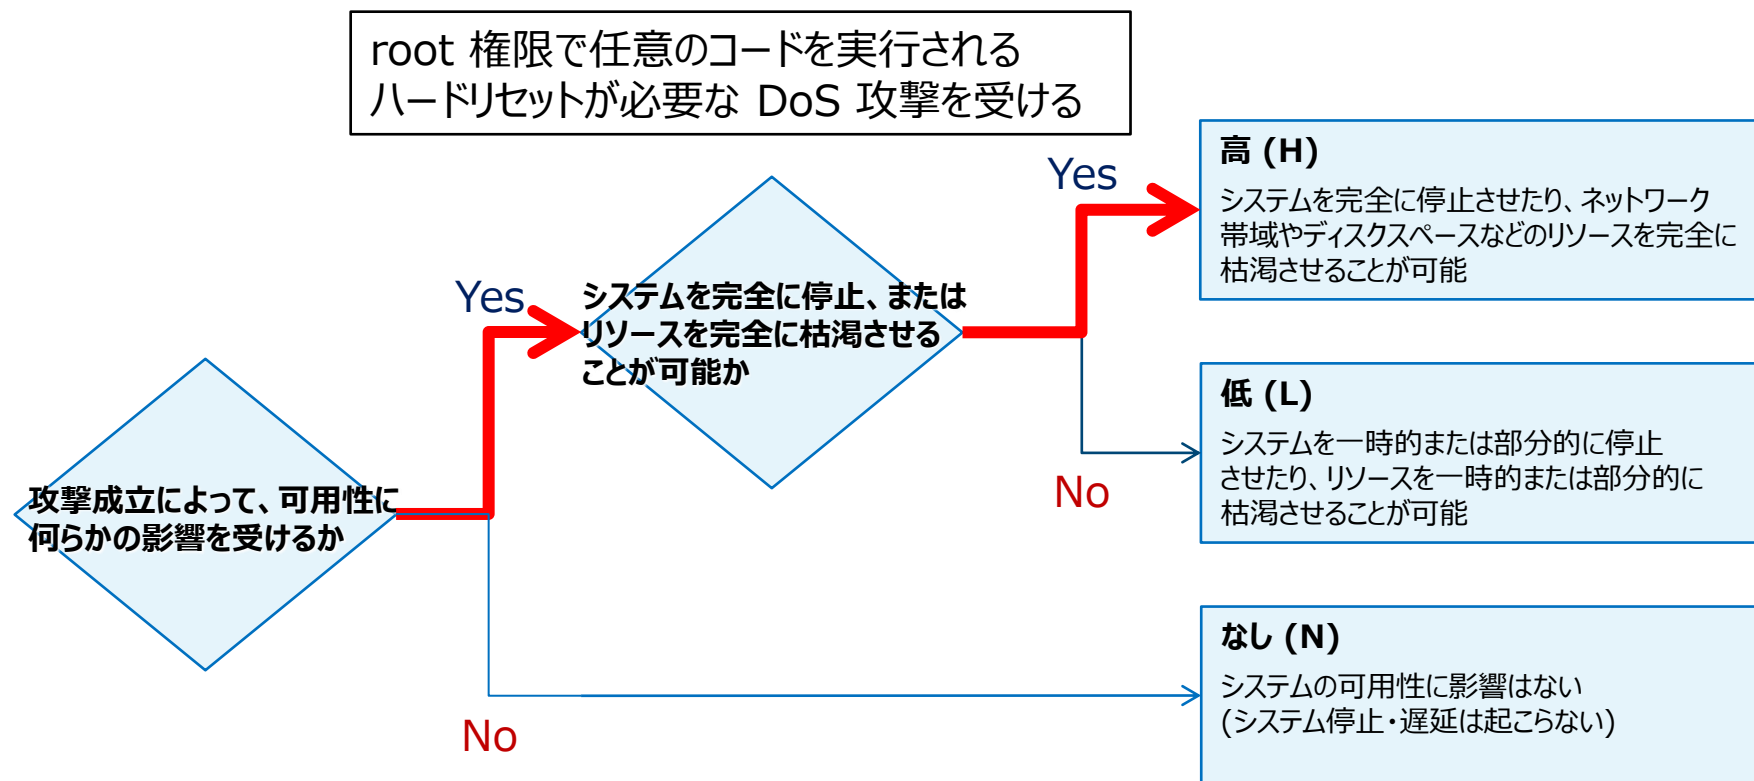 root 権限で任意のコードを実行される
ハードリセットが必要な DoS 攻撃を受ける
Yes
高 (H)
システムを完全に停止させたり、ネットワーク
帯域やディスクスペースなどのリソースを完全に
枯渇させることが可能
Yes
システムを完全に停止、または
リソースを完全に枯渇させる
ことが可能か
低 (L)
システムを一時的または部分的に停止
させたり、リソースを一時的または部分的に
枯渇させることが可能
No
攻撃成立によって、可用性に
何らかの影響を受けるか
なし (N)
システムの可用性に影響はない
(システム停止・遅延は起こらない)
No